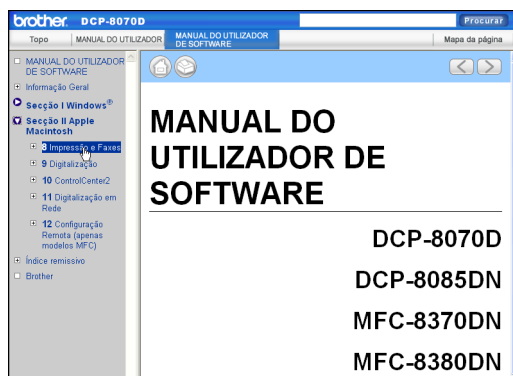 brother. DCP-8070D
Procurar
Topo
MANUAL DO UTILIZADOR
MANUAL DO UTILIZADOR
DE SOFTWARE
Mapa da página
MANUAL DO UTILIZADOR
DE SOFTWARE
Informação Geral
Secção I Windows®
Secção II Apple
Macintosh
8 Impressão e Faxes
9 Digitalização
10 ControlCenter2
11 Digitalização em
Rede
12 Configuração
Remota (apenas
modelos MFC)
Índice remissivo
Brother
MANUAL DO
UTILIZADOR DE
SOFTWARE
DCP-8070D
DCP-8085DN
MFC-8370DN
MFC-8380DN